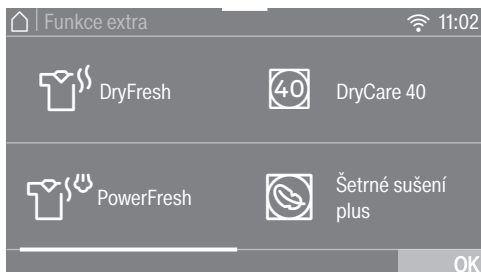 Funkce extra 11:02
DryFresh
40 DryCare 40
PowerFresh
Šetrné sušení
plus
OK